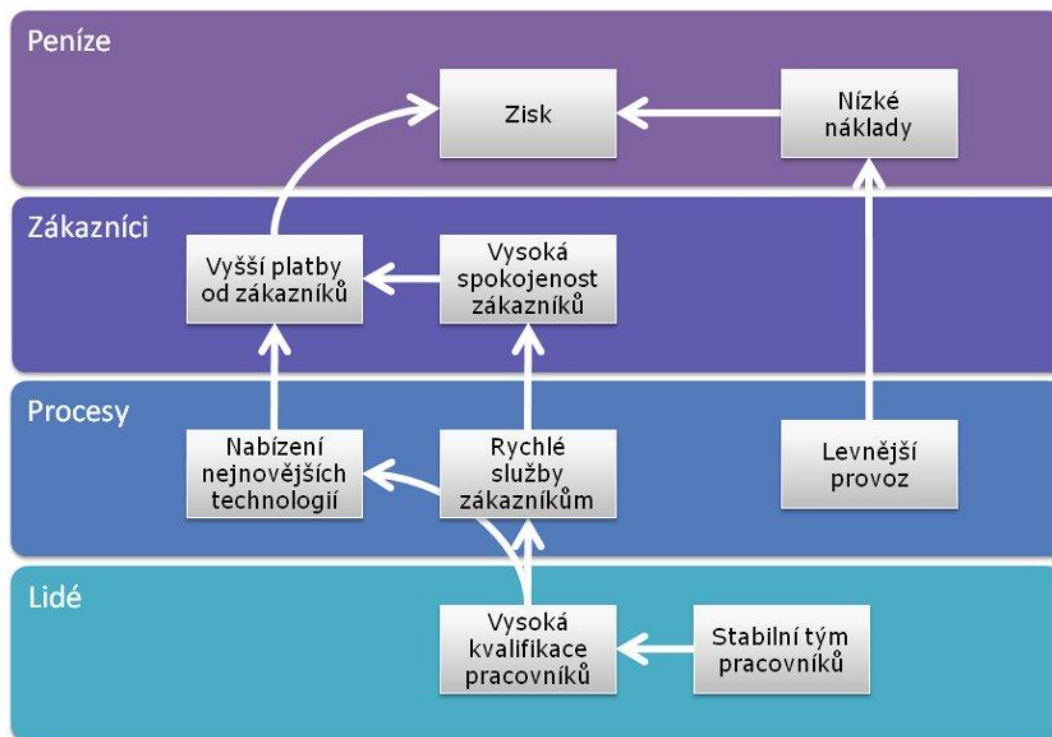 Peníze
Zisk
Nízké
náklady
Zákazníci
Vyšší platby
od zákazníků
Vysoká
spokojenost
zákazníků
Procesy
Nabízení
nejnovějších
technologií
Rychlé
služby
zákazníkům
Levnější
provoz
Lidé
Vysoká
kvalifikace
pracovníků
Stabilní tým
pracovníků